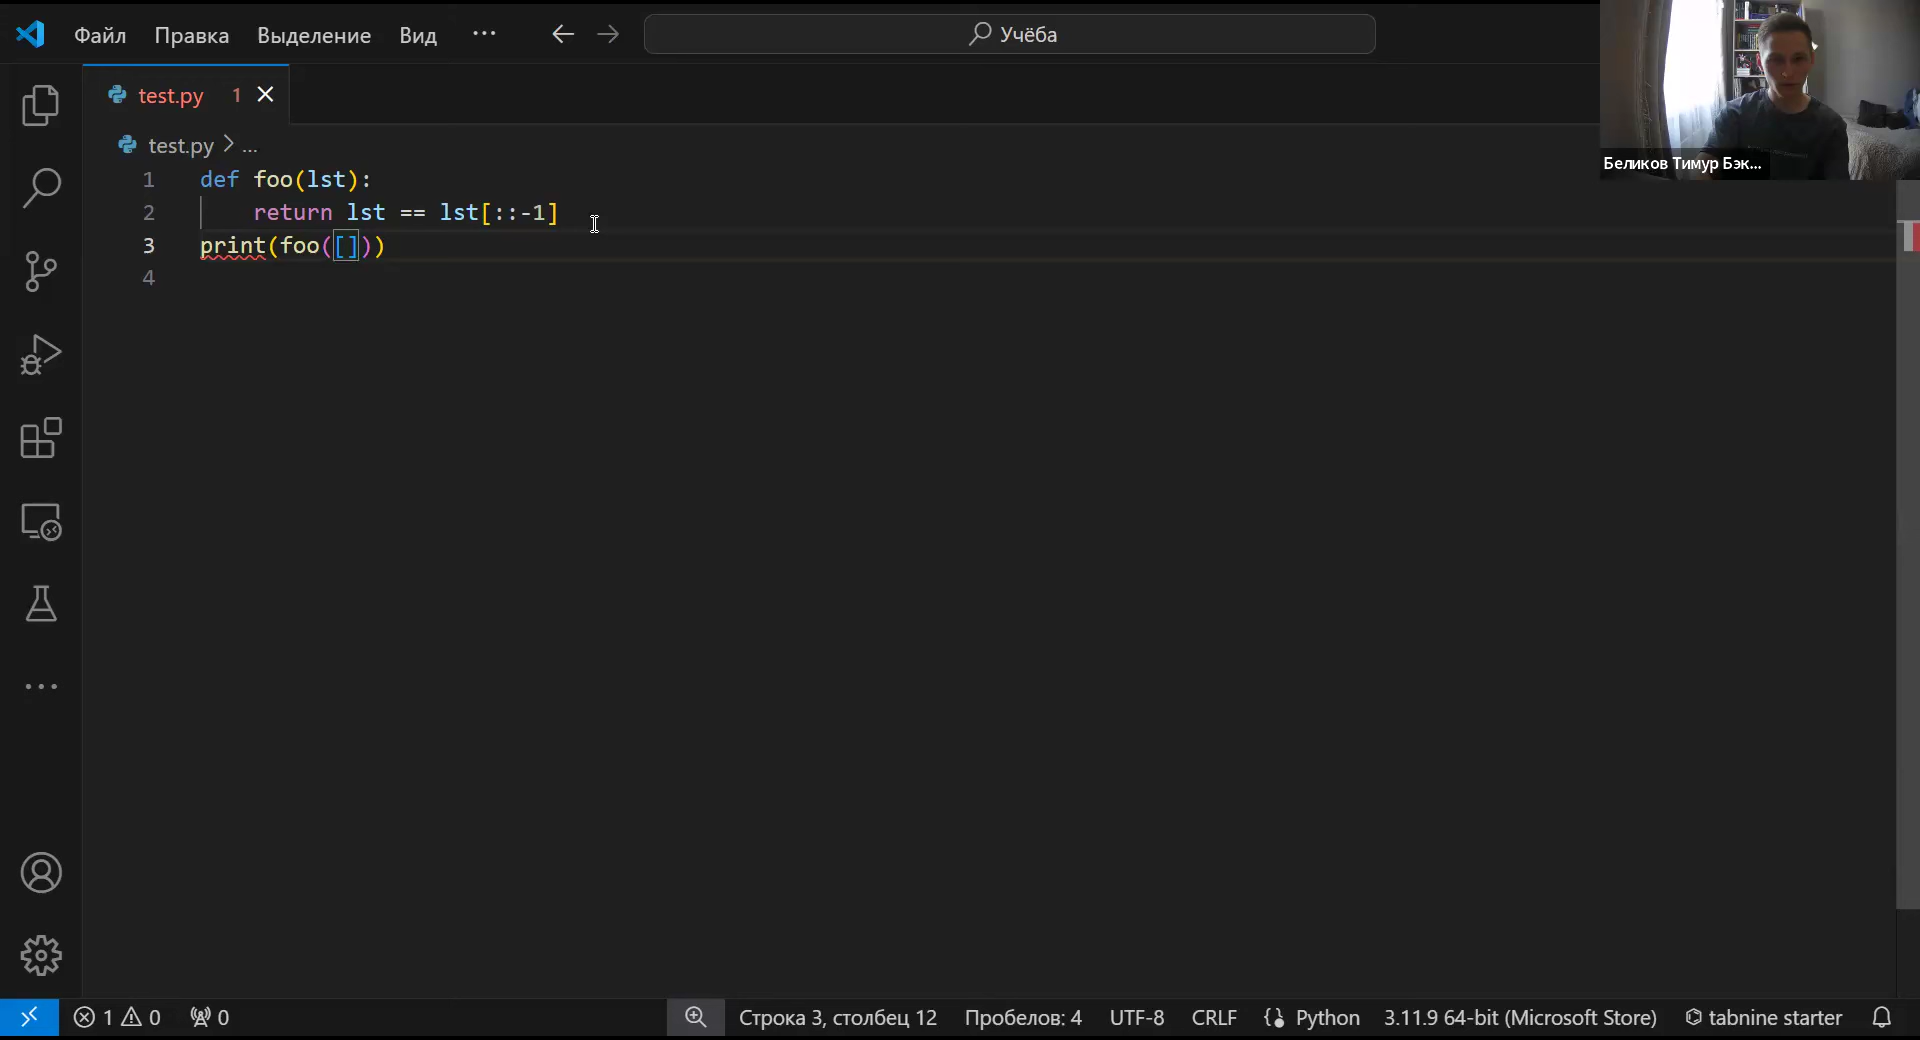 Файл Правка Выделение Вид ··· Учёба
test.py 1
test.py > ...
1 def foo(lst):
2 return lst == lst[::-1]
3 print(foo([]))
4
Беликов Тимур Бэк...
1 0 0 Строка 3, столбец 12 Пробелов: 4 UTF-8 CRLF Python 3.11.9 64-bit (Microsoft Store) tabnine starter